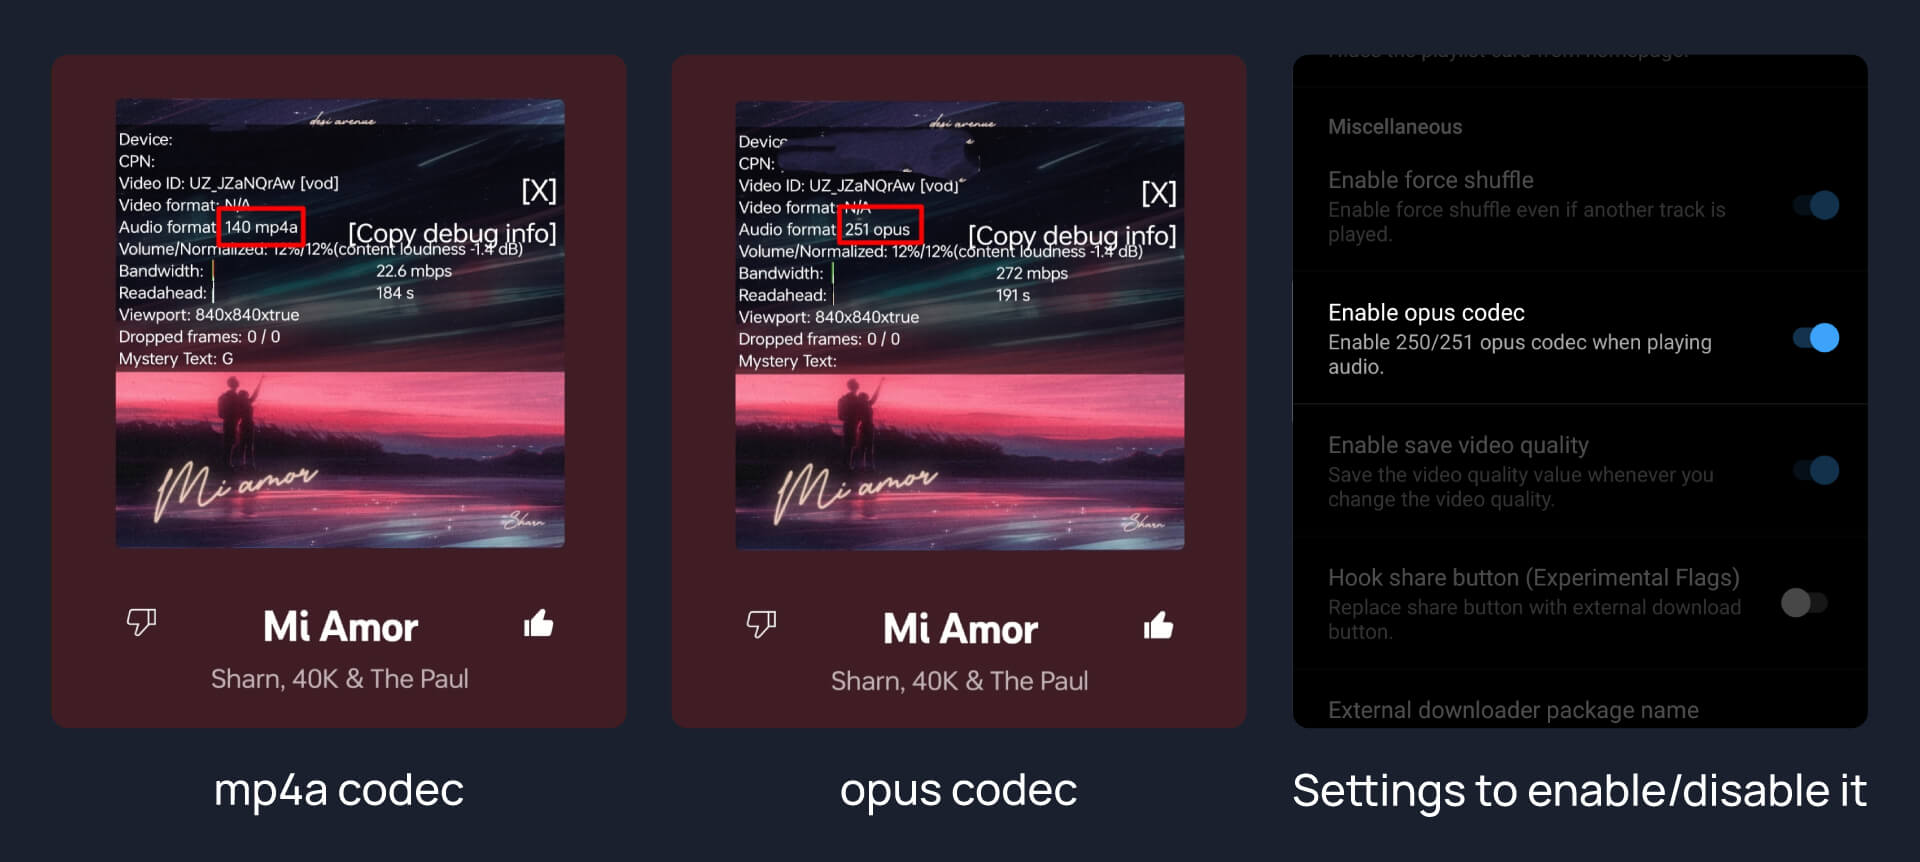 desi avenue
Device:
CPN:
Video ID: UZ_JZaNQrAw [vod]
[X]
Video format: N/A
Audio format: 140 mp4a
[Copy debug info]
Volume/Normalized: 12%/12%(content loudness -1.4 dB)
Bandwidth: 22.6 mbps
Readahead: 184 s
Viewport: 840x840xtrue
Dropped frames: 0 / 0
Mystery Text: G
Mi amor
Sharn
Mi Amor
Sharn, 40K & The Paul
mp4a codec
desi avenue
Device
CPN:
Video ID: UZ_JZaNQrAw [vod]
[X]
Video format: N/A
Audio format: 251 opus
[Copy debug info]
Volume/Normalized: 12%/12%(content loudness -1.4 dB)
Bandwidth: 272 mbps
Readahead: 191 s
Viewport: 840x840xtrue
Dropped frames: 0 / 0
Mystery Text:
Mi amor
Sharn
Mi Amor
Sharn, 40K & The Paul
opus codec
Miscellaneous
Enable force shuffle
Enable force shuffle even if another track is
played.
Enable opus codec
Enable 250/251 opus codec when playing
audio.
Enable save video quality
Save the video quality value whenever you
change the video quality.
Hook share button (Experimental Flags)
Replace share button with external download
button.
External downloader package name
Settings to enable/disable it